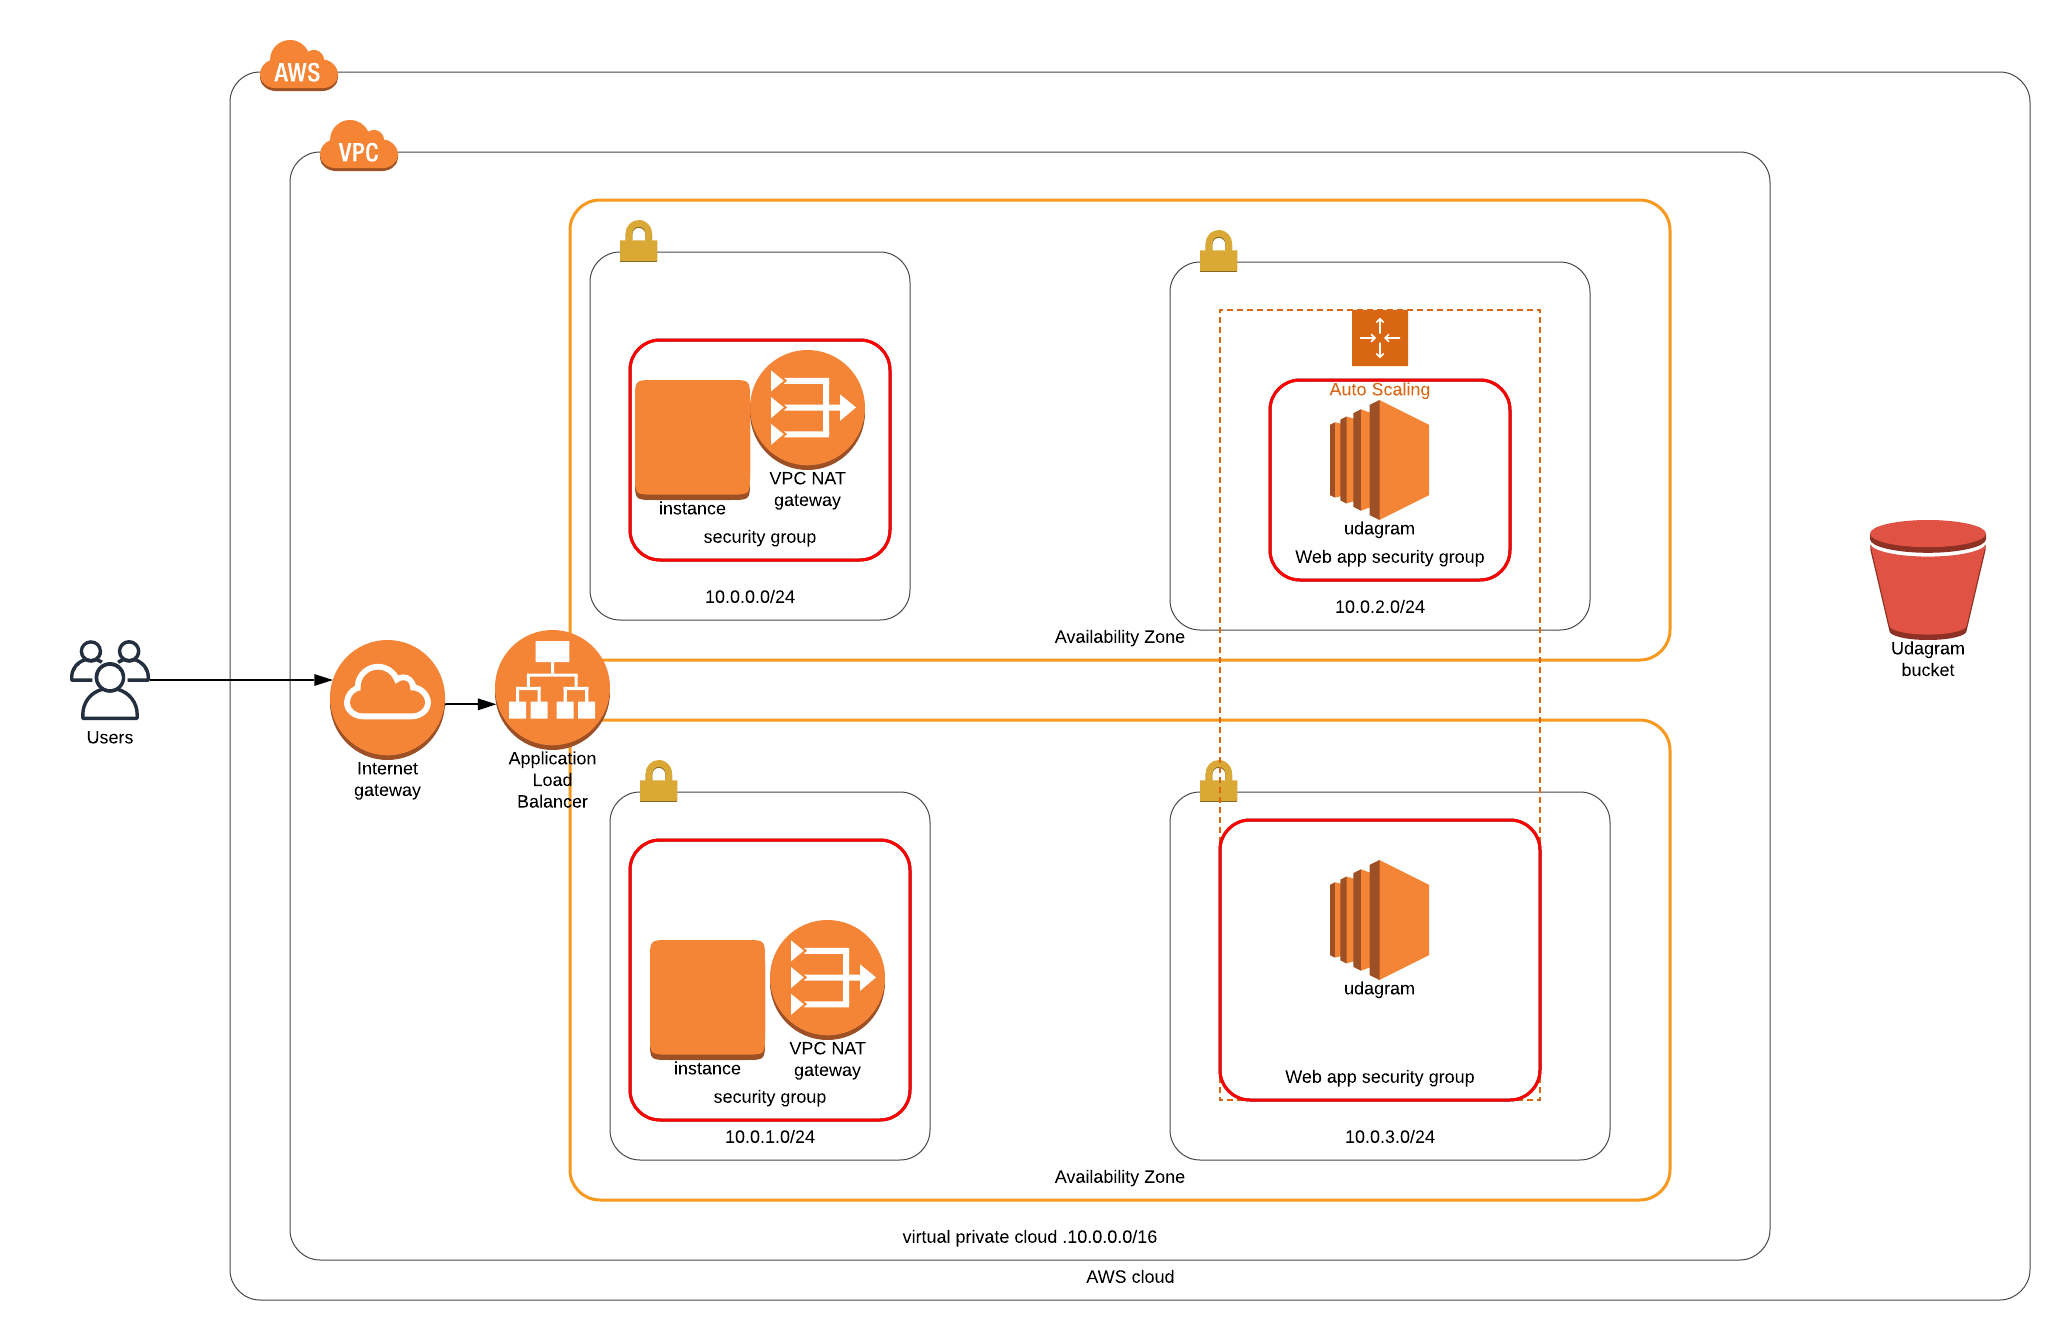 AWS
VPC
Auto Scaling
VPC NAT
gateway
instance
security group
10.0.0.0/24
udagram
Web app security group
10.0.2.0/24
Availability Zone
Udagram
bucket
Users
Internet
gateway
Application
Load
Balancer
udagram
VPC NAT
gateway
instance
security group
10.0.1.0/24
Web app security group
10.0.3.0/24
Availability Zone
virtual private cloud .10.0.0.0/16
AWS cloud